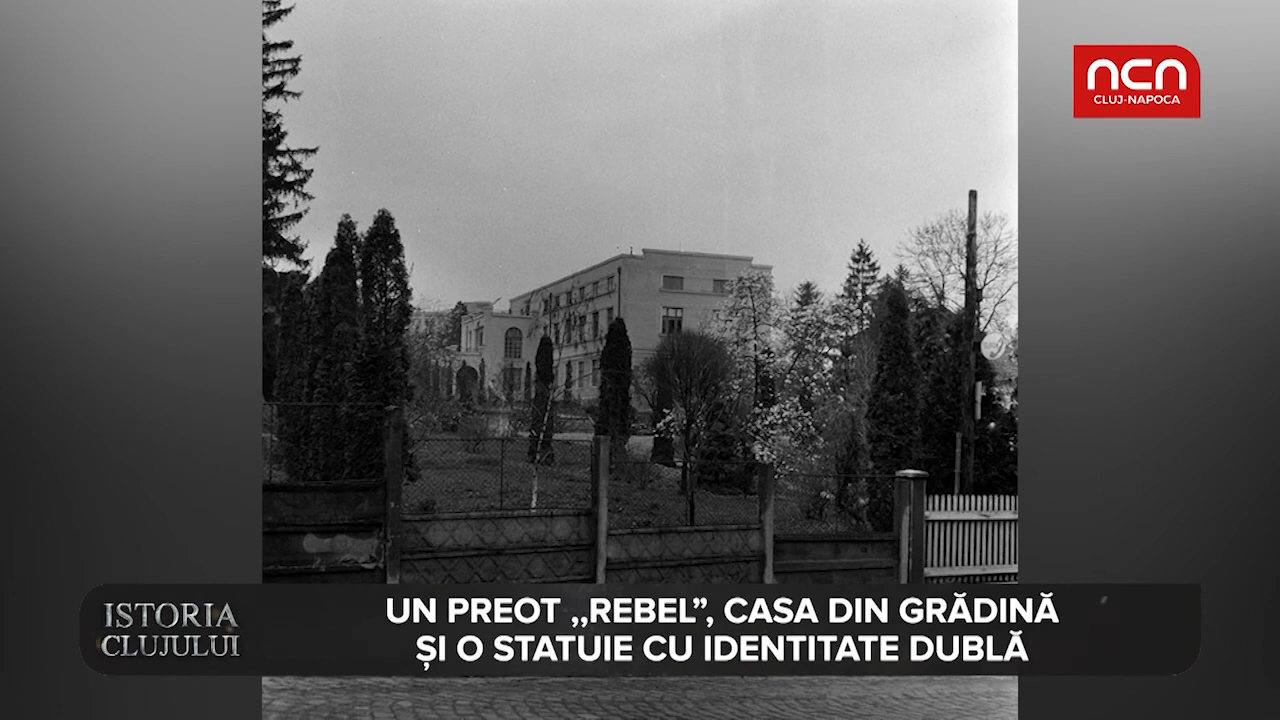 ncn
CLUJ-NAPOCA
ISTORIA
CLUJULUI
UN PREOT ,,REBEL”, CASA DIN GRĂDINĂ
ȘI O STATUIE CU IDENTITATE DUBLĂ